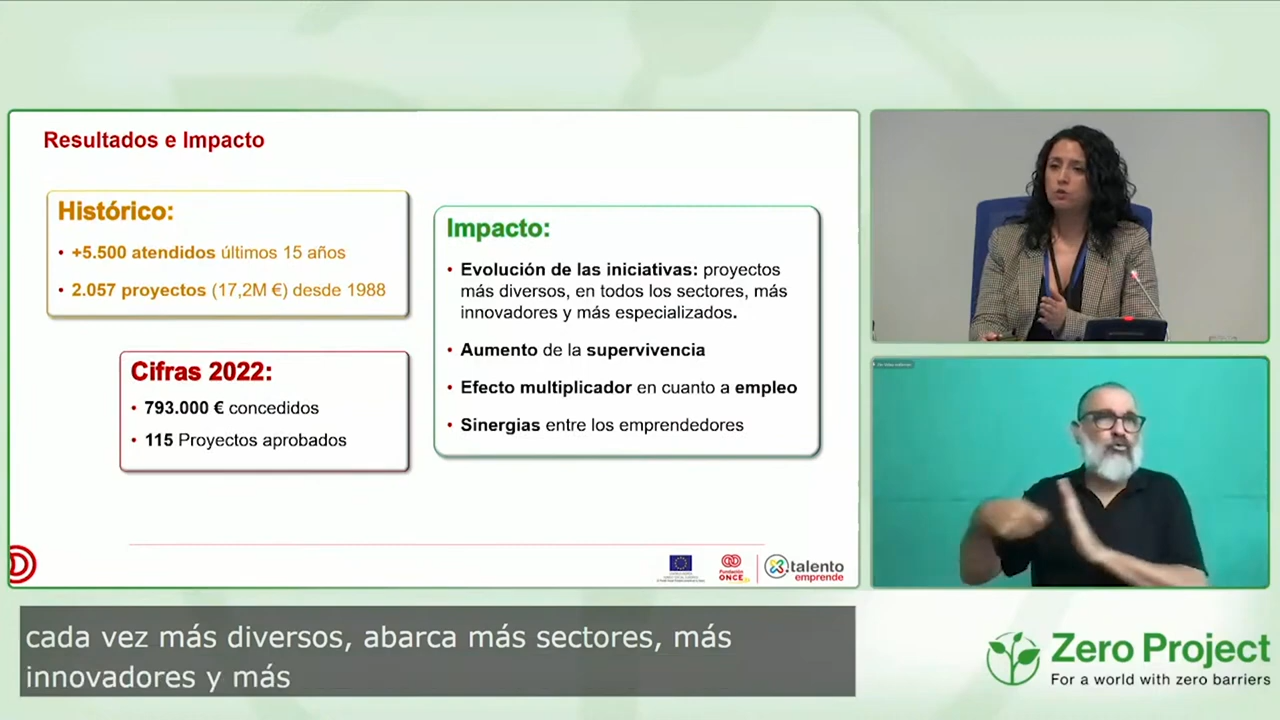 Resultados e Impacto
Histórico:
• +5.500 atendidos últimos 15 años
• 2.057 proyectos (17,2M €) desde 1988
Cifras 2022:
• 793.000 € concedidos
• 115 Proyectos aprobados
Impacto:
• Evolución de las iniciativas: proyectos
más diversos, en todos los sectores, más
innovadores y más especializados.
• Aumento de la supervivencia
• Efecto multiplicador en cuanto a empleo
• Sinergias entre los emprendedores
Fundación
ONCE
talento
emprende
cada vez más diversos, abarca más sectores, más
innovadores y más
Zero Project
For a world with zero barriers